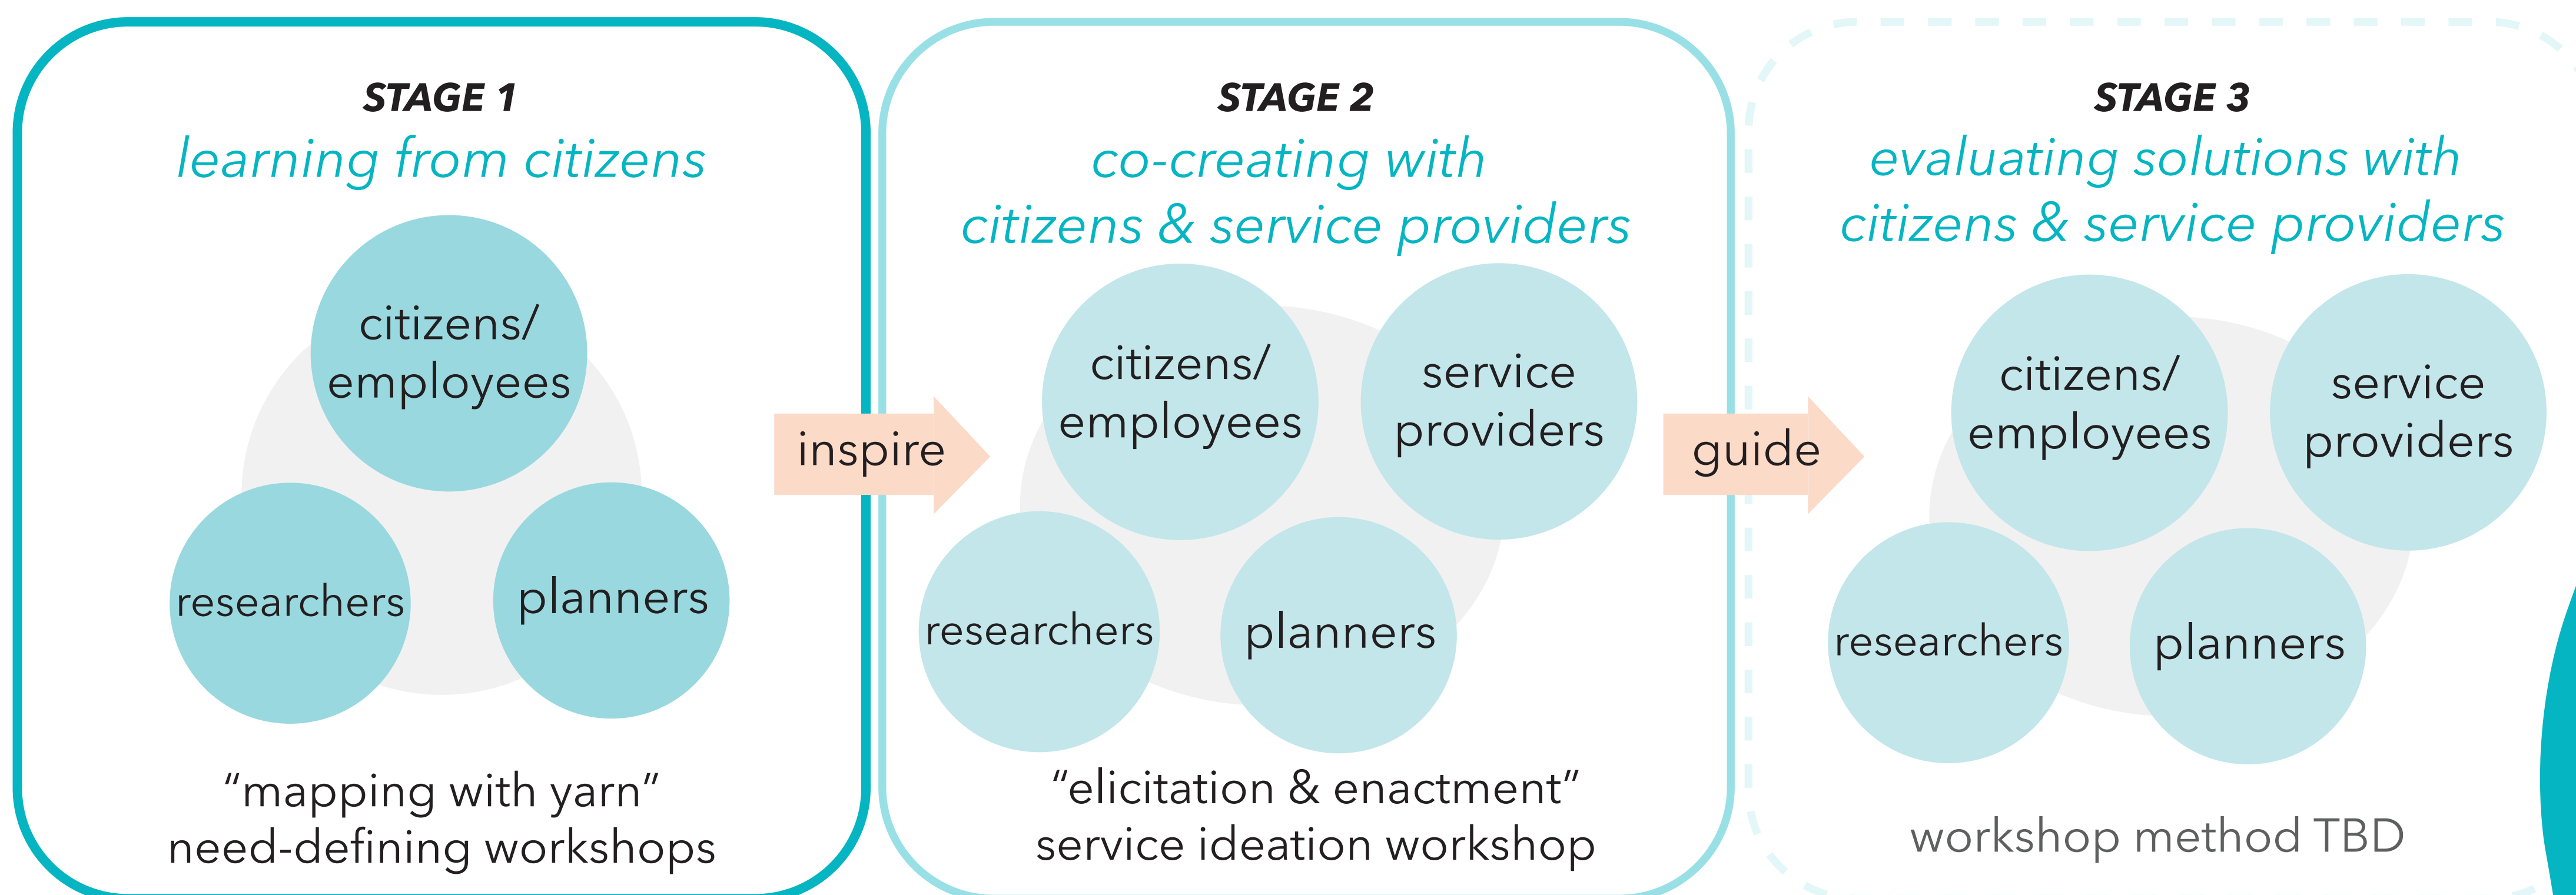 STAGE 1
learning from citizens
citizens/
employees
researchers
planners
“mapping with yarn”
need-defining workshops
inspire
STAGE 2
co-creating with
citizens & service providers
citizens/
employees
service
providers
researchers
planners
“elicitation & enactment”
service ideation workshop
guide
STAGE 3
evaluating solutions with
citizens & service providers
citizens/
employees
service
providers
researchers
planners
workshop method TBD